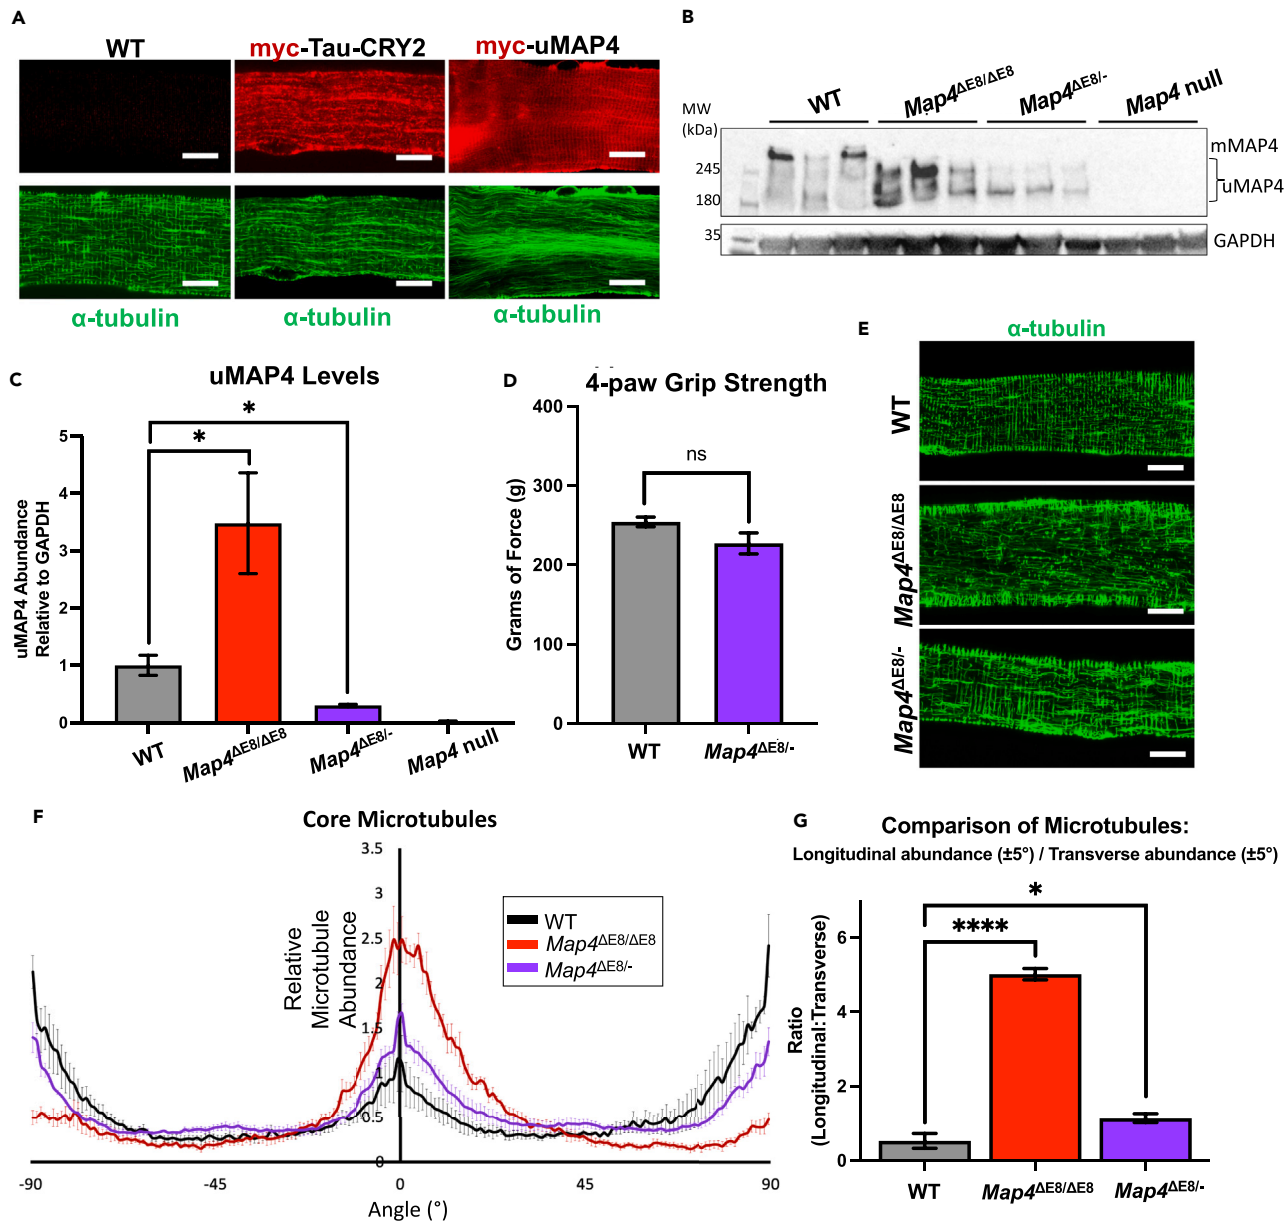 A
WT
myc-Tau-CRY2
myc-uMAP4
α-tubulin
α-tubulin
α-tubulin
B
MW
(kDa)
WT
Map4ΔE8/ΔE8
Map4ΔE8/-
Map4 null
245
180
35
mMAP4
uMAP4
GAPDH
C
uMAP4 Levels
uMAP4 Abundance
Relative to GAPDH
5
4
3
2
1
0
*
*
WT
Map4ΔE8/ΔE8
Map4ΔE8/-
Map4 null
D
4-paw Grip Strength
Grams of Force (g)
400
300
200
100
0
ns
WT
Map4ΔE8/-
E
α-tubulin
WT
Map4ΔE8/ΔE8
Map4ΔE8/-
F
Core Microtubules
Relative
Microtubule
Abundance
3.5
3
2.5
2
1.5
1
0.5
0
WT
Map4ΔE8/ΔE8
Map4ΔE8/-
-90
-45
0
45
90
Angle (°)
G
Comparison of Microtubules:
Longitudinal abundance (±5°) / Transverse abundance (±5°)
Ratio
(Longitudinal:Transverse)
6
4
2
0
*
****
WT
Map4ΔE8/ΔE8
Map4ΔE8/-